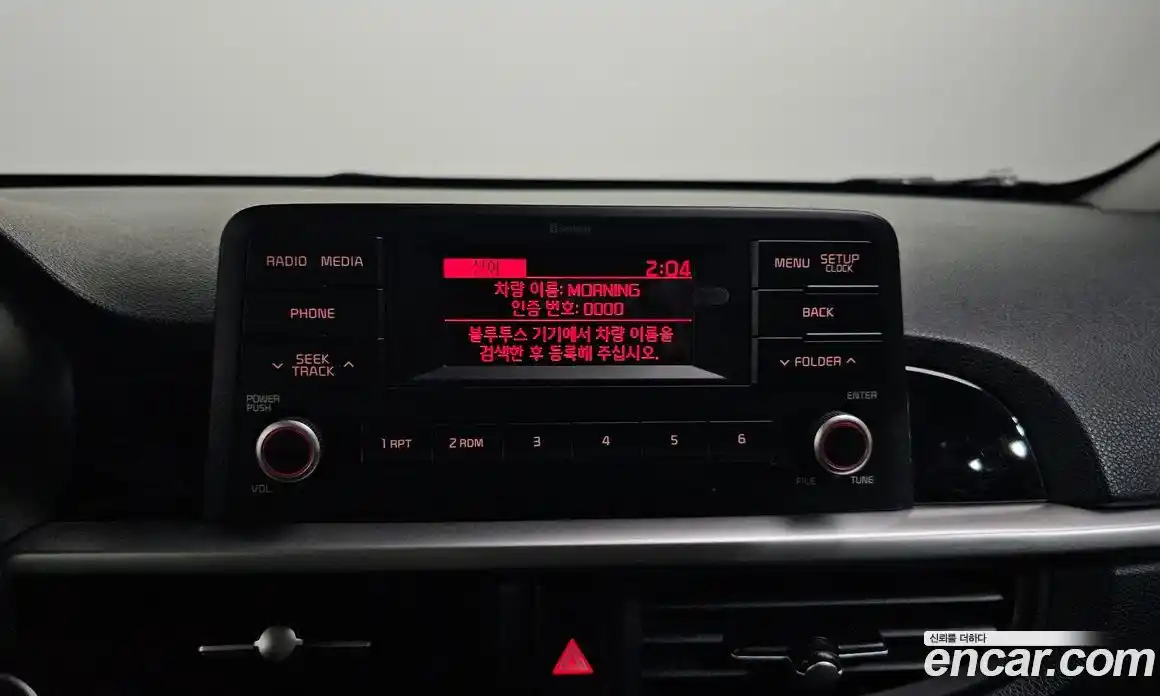 RADIO MEDIA
PHONE
SEEK
TRACK
POWER
PUSH
VOL
2:04
차량 이름: MORNING
인증 번호: 0000
블루투스 기기에서 차량 이름을
검색한 후 등록해 주십시오.
MENU SETUP
CLOCK
BACK
FOLDER
ENTER
FILE TUNE
1 RPT 2 RDM 3 4 5 6
신뢰를 더하다
encar.com